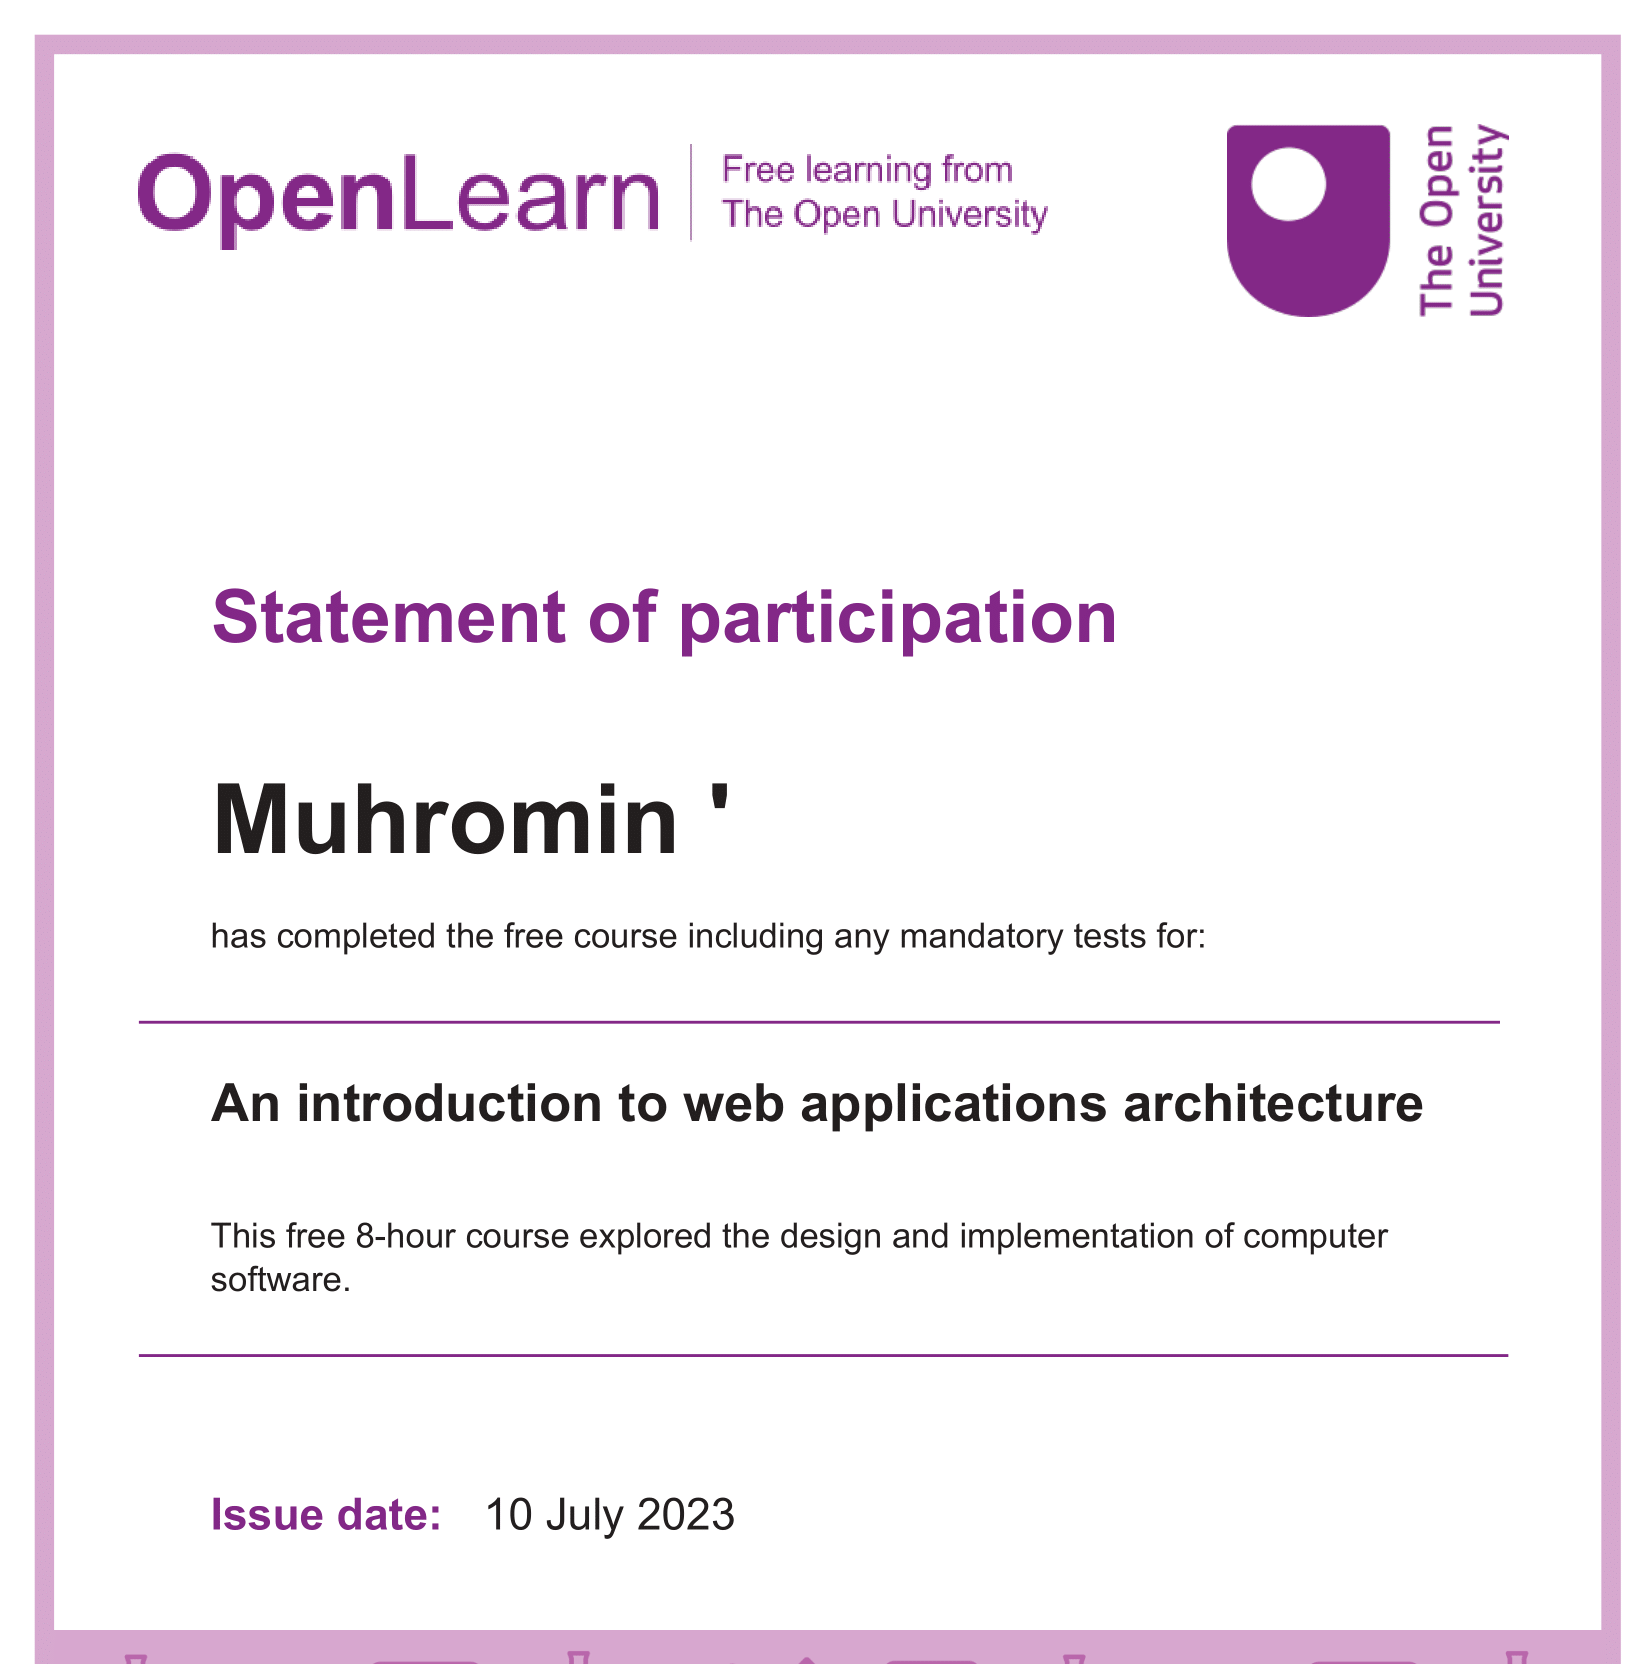 OpenLearn
Free learning from
The Open University
The Open
University
Statement of participation
Muhromin '
has completed the free course including any mandatory tests for:
An introduction to web applications architecture
This free 8-hour course explored the design and implementation of computer
software.
Issue date: 10 July 2023